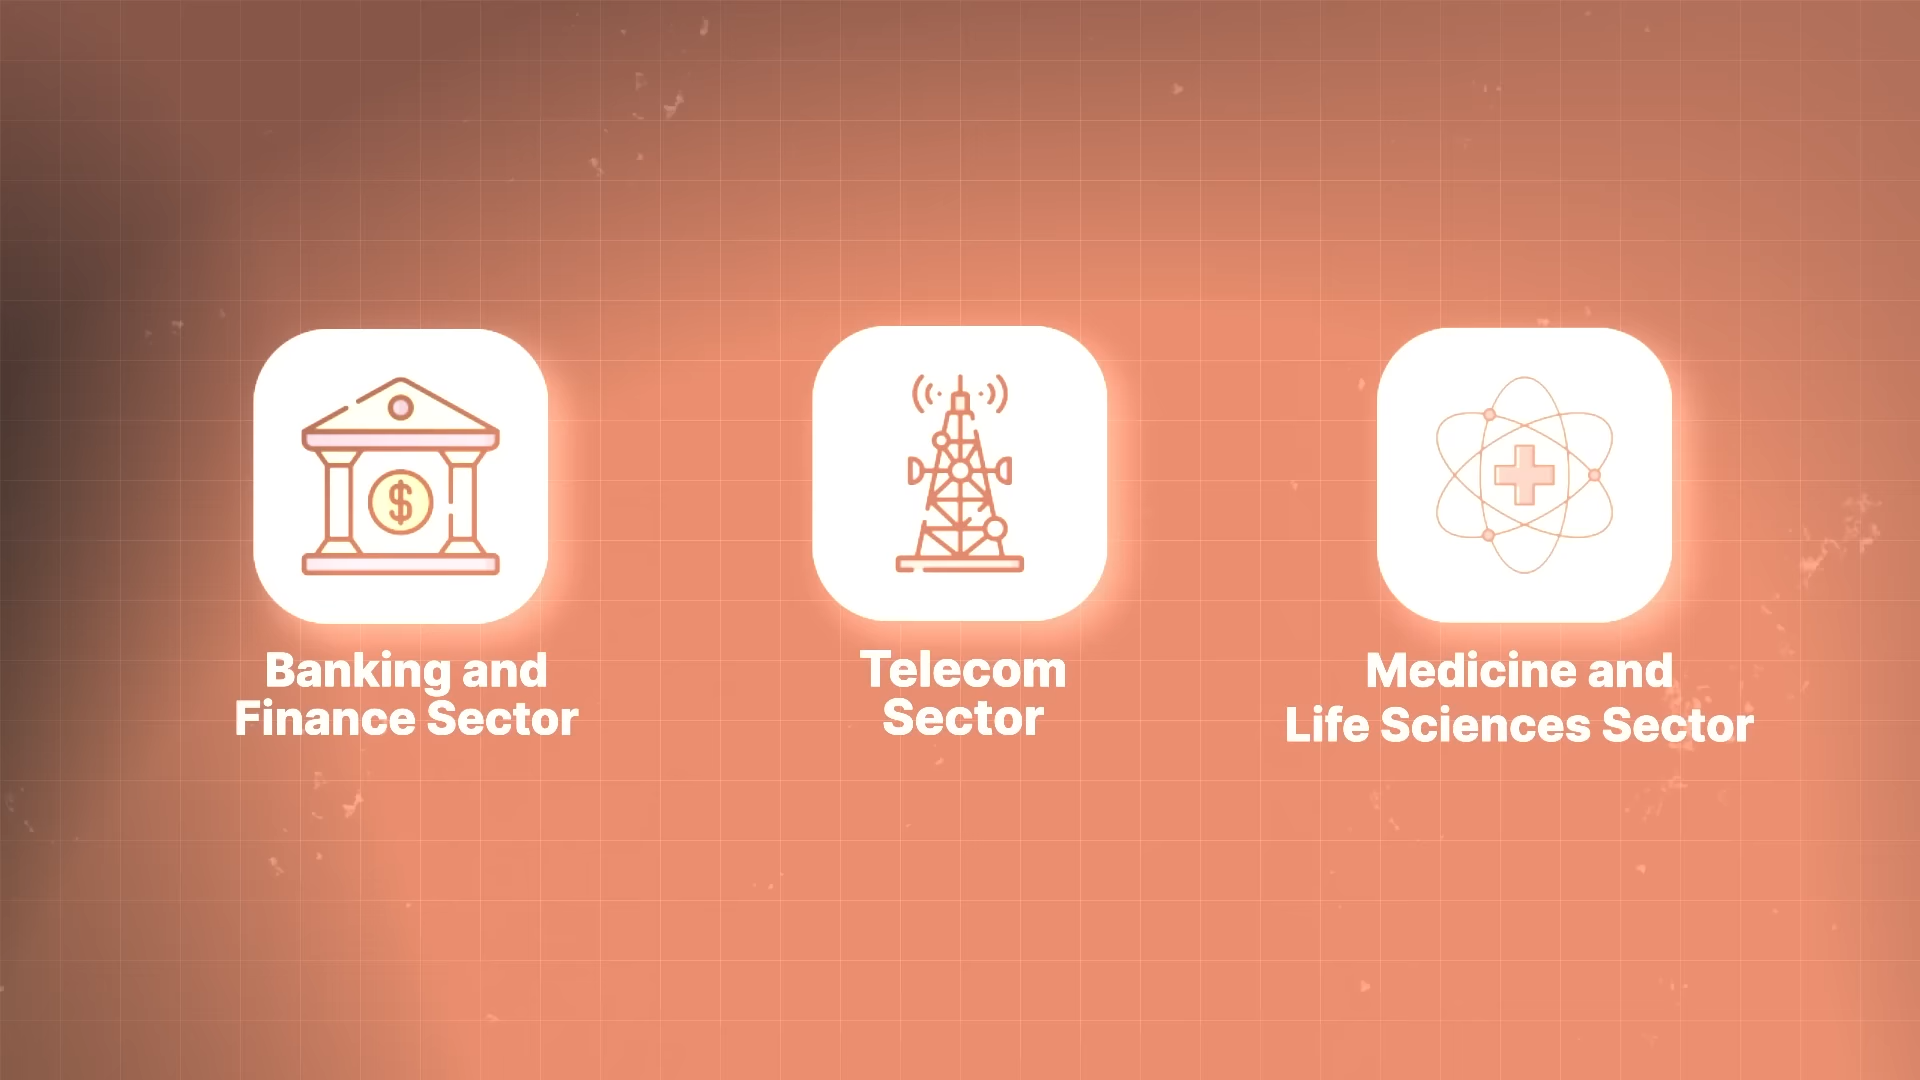 Banking and
Finance Sector
Telecom
Sector
Medicine and
Life Sciences Sector